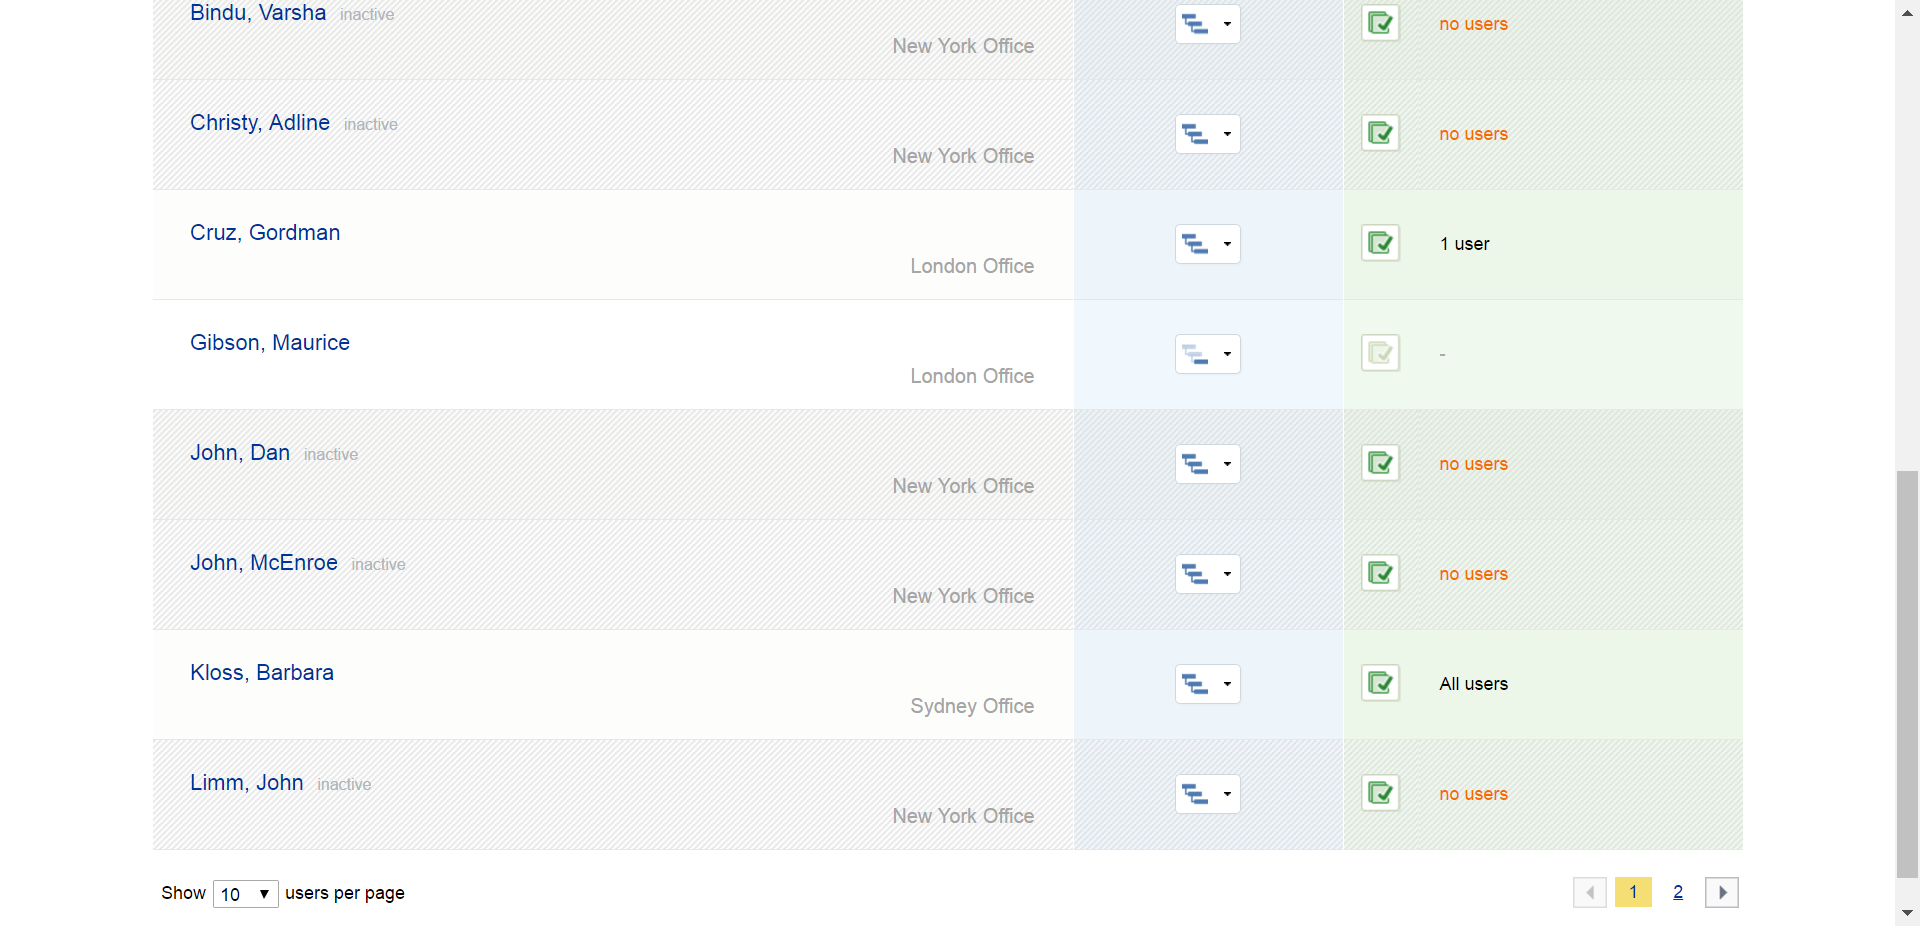 Bindu, Varsha inactive
no users
New York Office
Christy, Adline inactive
no users
New York Office
Cruz, Gordman
1 user
London Office
Gibson, Maurice
-
London Office
John, Dan inactive
no users
New York Office
John, McEnroe inactive
no users
New York Office
Kloss, Barbara
All users
Sydney Office
Limm, John inactive
no users
New York Office
Show 10 users per page 1 2